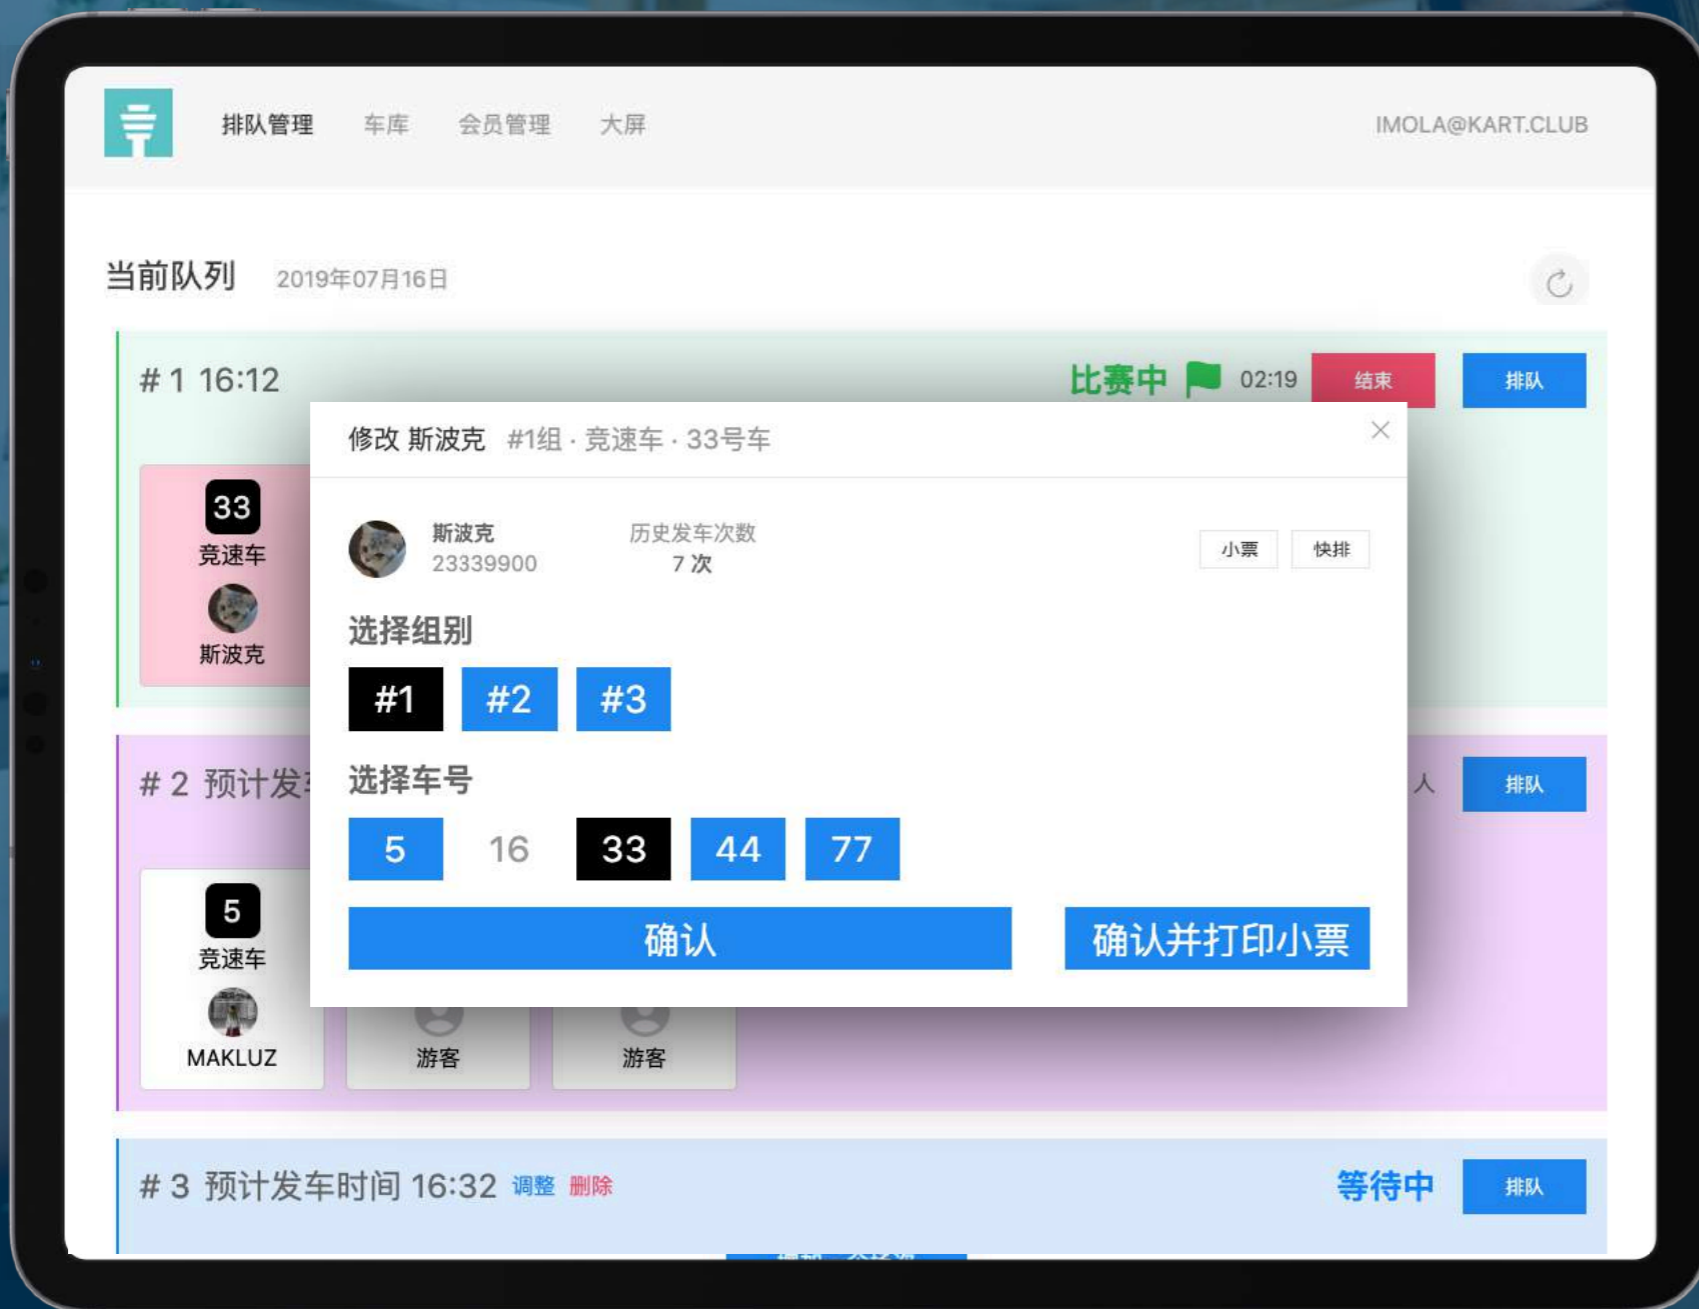 排队管理 车库 会员管理 大屏 IMOLA@KART.CLUB
当前队列 2019年07月16日
# 1 16:12 比赛中 02:19 结束 排队
33
竞速车
斯波克
修改 斯波克 #1组 · 竞速车 · 33号车
斯波克 历史发车次数 小票 快排
23339900 7 次
选择组别
#1 #2 #3
选择车号
5 16 33 44 77
确认 确认并打印小票
# 2 预计发 人 排队
5
竞速车
MAKLUZ 游客 游客
# 3 预计发车时间 16:32 调整 删除 等待中 排队